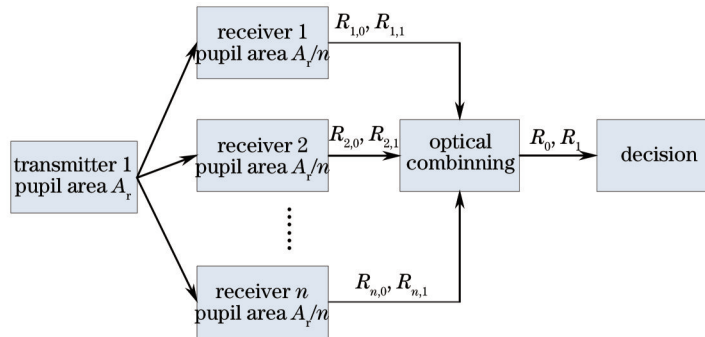 receiver 1
pupil area A_r/n
R_{1,0}, R_{1,1}
transmitter 1
pupil area A_r
receiver 2
pupil area A_r/n
R_{2,0}, R_{2,1}
optical
combinning
R_0, R_1
decision
receiver n
pupil area A_r/n
R_{n,0}, R_{n,1}